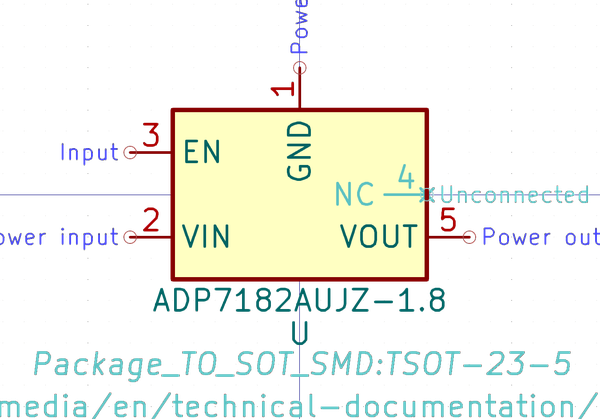 Powe
1
Input 3 EN
GND
NC 4 Unconnected
ower input 2 VIN
VOUT 5 Power out
ADP7182AUJZ-1.8
U
Package_TO_SOT_SMD:TSOT-23-5
media/en/technical-documentation/